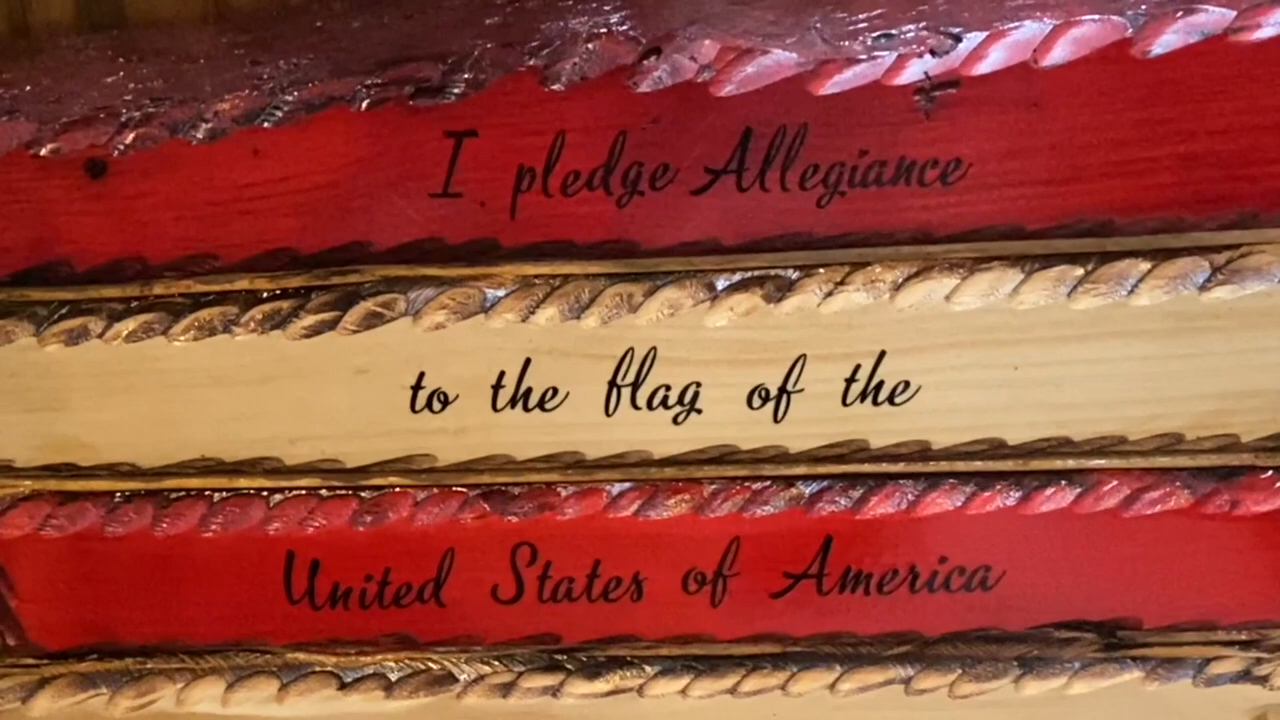 I pledge Allegiance
to the flag of the
United States of America